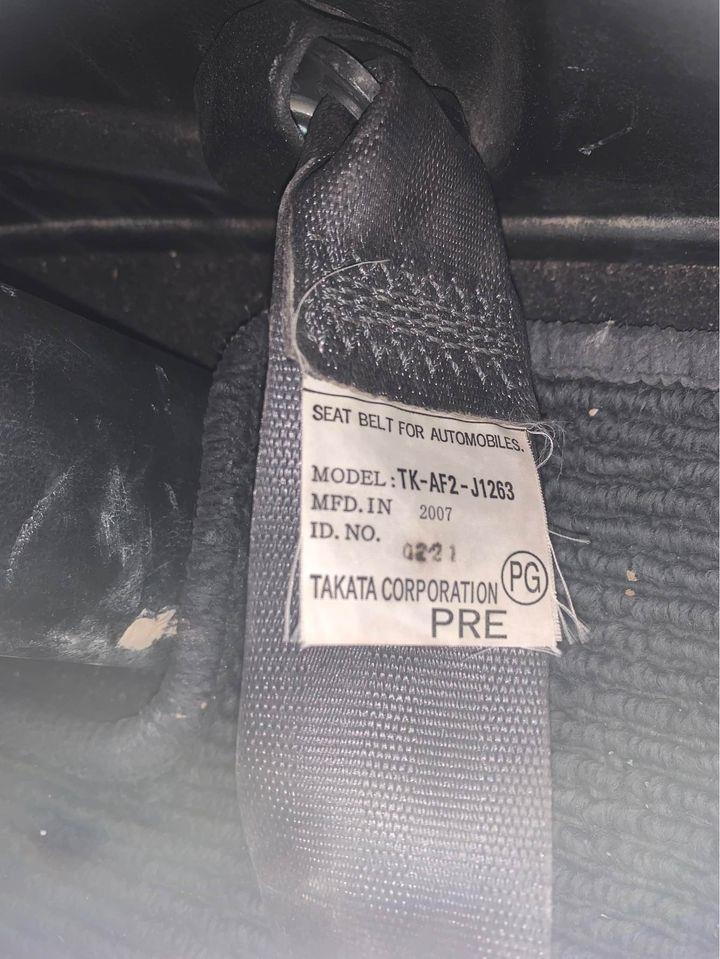 SEAT BELT FOR AUTOMOBILES.
MODEL:TK-AF2-J1263
MFD.IN 2007
ID.NO.
0221
TAKATA CORPORATION PG
PRE